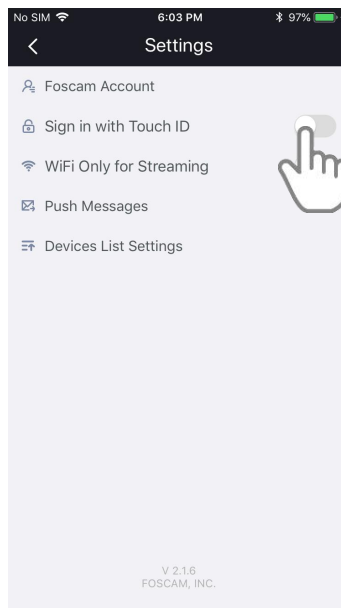 No SIM 6:03 PM 97%
Settings
Foscam Account
Sign in with Touch ID
WiFi Only for Streaming
Push Messages
Devices List Settings
V 2.1.6
FOSCAM, INC.